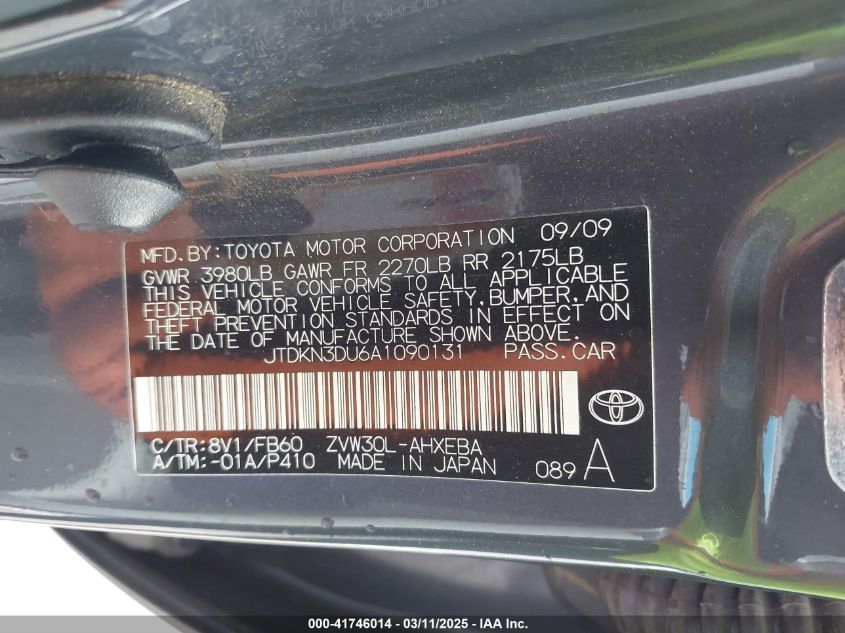 MFD.BY:TOYOTA MOTOR CORPORATION 09/09
GVWR 3980LB GAWR FR 2270LB RR 2175LB
THIS VEHICLE CONFORMS TO ALL APPLICABLE
FEDERAL MOTOR VEHICLE SAFETY,BUMPER,AND
THEFT PREVENTION STANDARDS IN EFFECT ON
THE DATE OF MANUFACTURE SHOWN ABOVE.
JTDKN3DU6A1090131 PASS.CAR
C/TR:8V1/FB60 ZVW30L-AHXEBA
A/TM:-01A/P410 MADE IN JAPAN 089 A
000-41746014 - 03/11/2025 - IAA Inc.